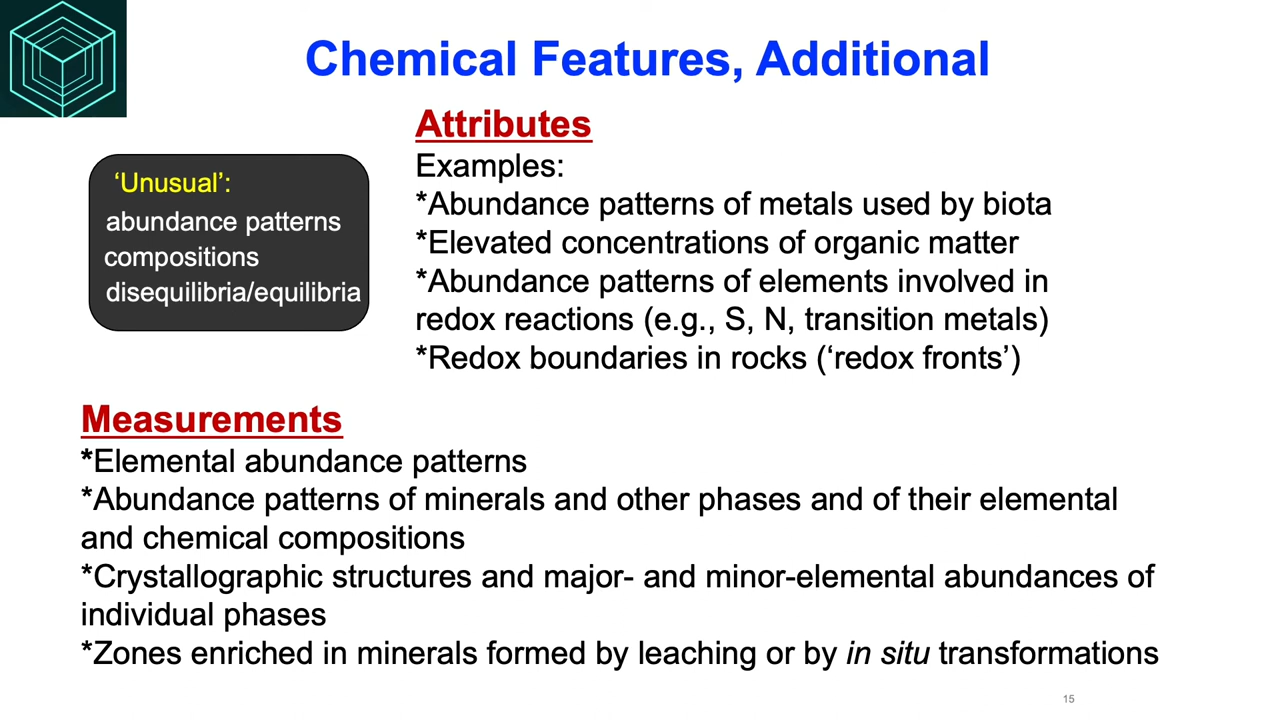 Chemical Features, Additional
‘Unusual’:
abundance patterns
compositions
disequilibria/equilibria
Attributes
Examples:
*Abundance patterns of metals used by biota
*Elevated concentrations of organic matter
*Abundance patterns of elements involved in
redox reactions (e.g., S, N, transition metals)
*Redox boundaries in rocks (‘redox fronts’)
Measurements
*Elemental abundance patterns
*Abundance patterns of minerals and other phases and of their elemental
and chemical compositions
*Crystallographic structures and major- and minor-elemental abundances of
individual phases
*Zones enriched in minerals formed by leaching or by in situ transformations
15